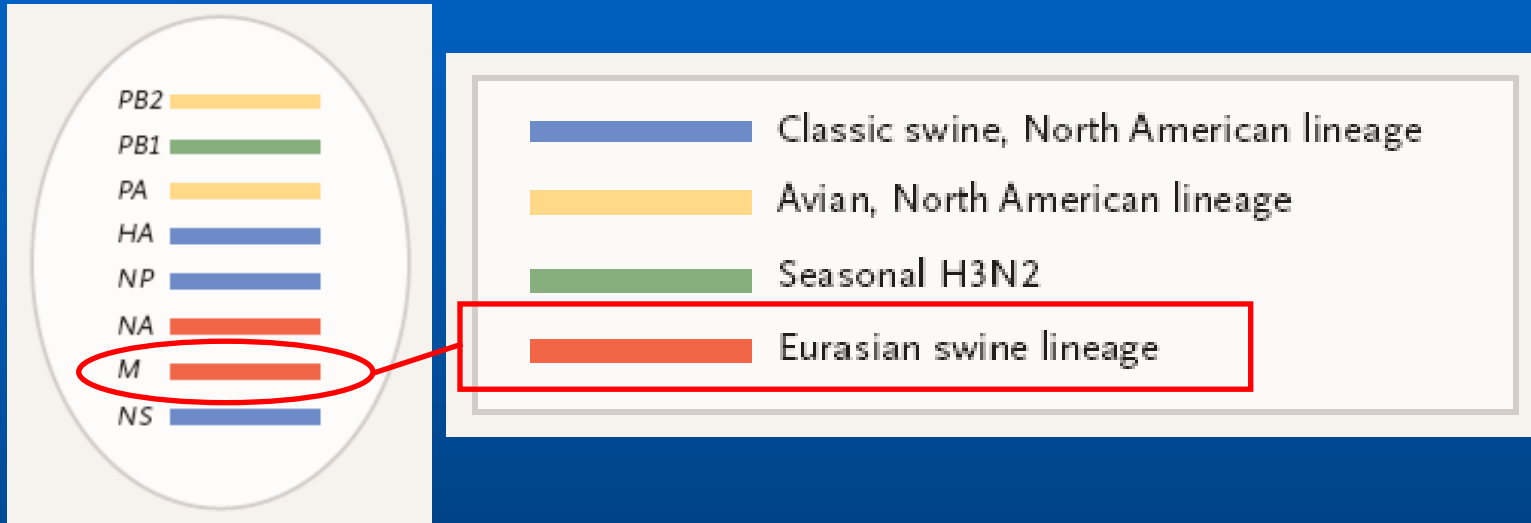 PB2
PB1
PA
HA
NP
NA
M
NS
Classic swine, North American lineage
Avian, North American lineage
Seasonal H3N2
Eurasian swine lineage